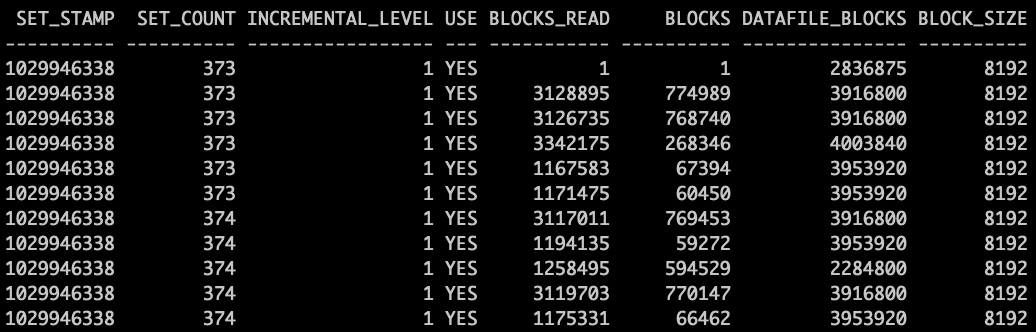 SET_STAMP SET_COUNT INCREMENTAL_LEVEL USE BLOCKS_READ BLOCKS DATAFILE_BLOCKS BLOCK_SIZE
---------- ---------- ----------------- --- ----------- ---------- --------------- ----------
1029946338 373 1 YES 1 1 2836875 8192
1029946338 373 1 YES 3128895 774989 3916800 8192
1029946338 373 1 YES 3126735 768740 3916800 8192
1029946338 373 1 YES 3342175 268346 4003840 8192
1029946338 373 1 YES 1167583 67394 3953920 8192
1029946338 373 1 YES 1171475 60450 3953920 8192
1029946338 374 1 YES 3117011 769453 3916800 8192
1029946338 374 1 YES 1194135 59272 3953920 8192
1029946338 374 1 YES 1258495 594529 2284800 8192
1029946338 374 1 YES 3119703 770147 3916800 8192
1029946338 374 1 YES 1175331 66462 3953920 8192